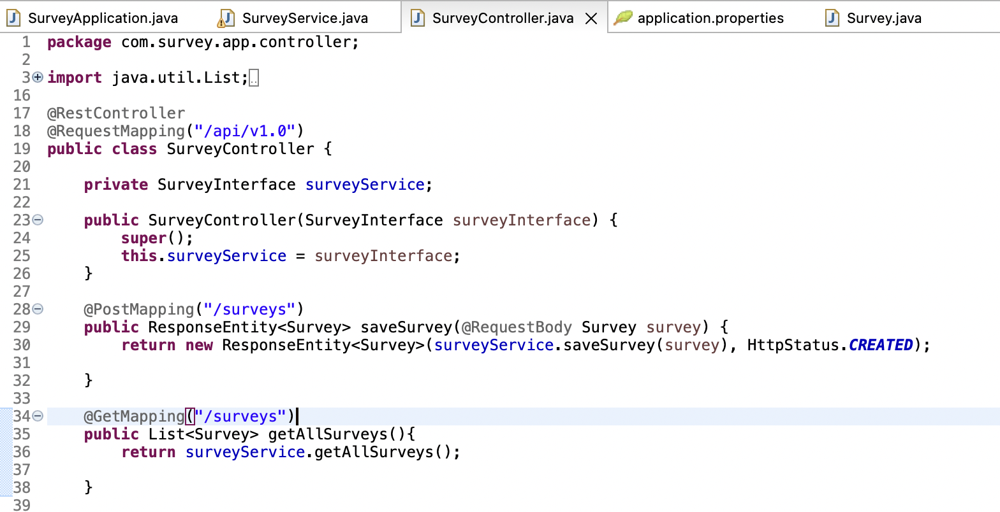 SurveyApplication.java SurveyService.java SurveyController.java application.properties Survey.java
1 package com.survey.app.controller;
2
3 import java.util.List;
16
17 @RestController
18 @RequestMapping("/api/v1.0")
19 public class SurveyController {
20
21 private SurveyInterface surveyService;
22
23 public SurveyController(SurveyInterface surveyInterface) {
24 super();
25 this.surveyService = surveyInterface;
26 }
27
28 @PostMapping("/surveys")
29 public ResponseEntity<Survey> saveSurvey(@RequestBody Survey survey) {
30 return new ResponseEntity<Survey>(surveyService.saveSurvey(survey), HttpStatus.CREATED);
31
32 }
33
34 @GetMapping("/surveys")
35 public List<Survey> getAllSurveys(){
36 return surveyService.getAllSurveys();
37
38 }
39